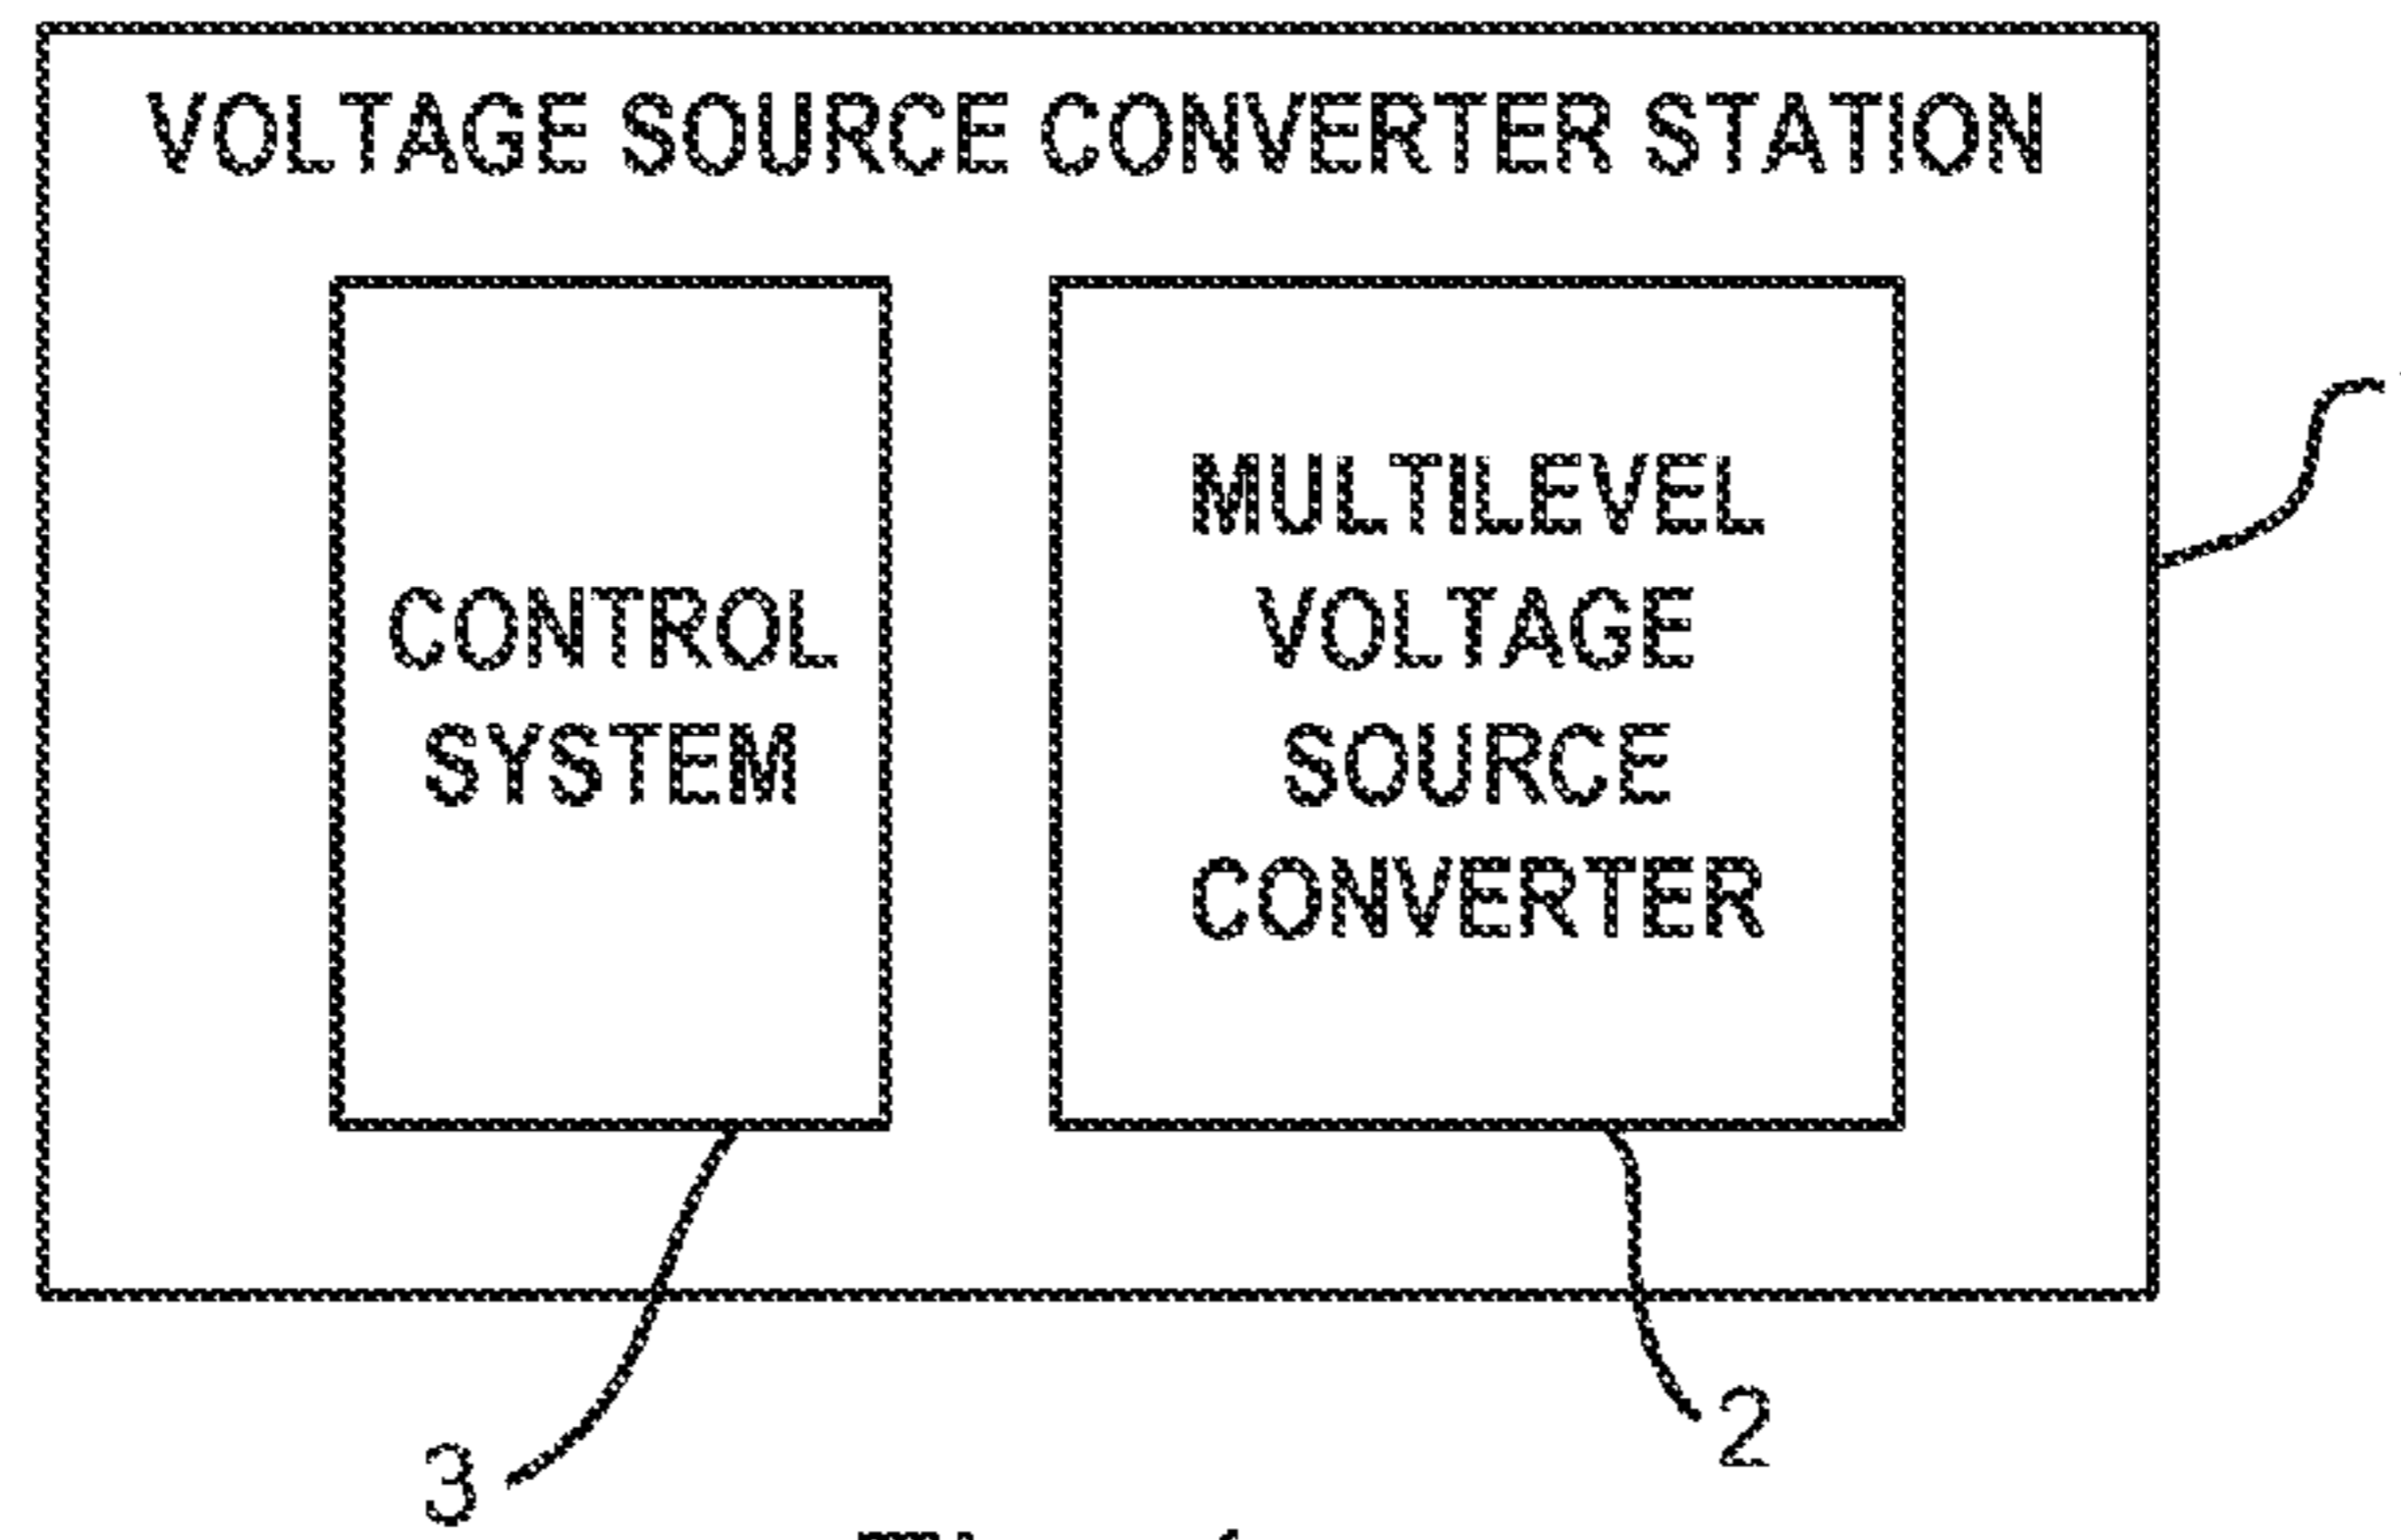 VOLTAGE SOURCE CONVERTER STATION
CONTROL
SYSTEM
MULTILEVEL
VOLTAGE
SOURCE
CONVERTER
3
2